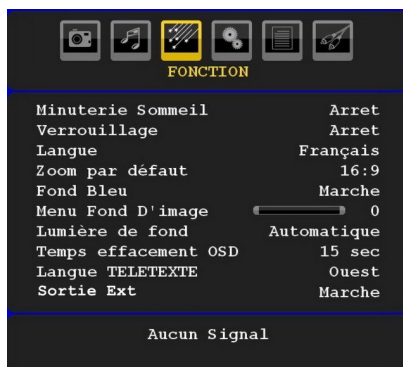 FONCTION
Minuterie Sommeil Arret
Verrouillage Arret
Langue Français
Zoom par défaut 16:9
Fond Bleu Marche
Menu Fond D'image 0
Lumière de fond Automatique
Temps effacement OSD 15 sec
Langue TELETEXTE Ouest
Sortie Ext Marche
Aucun Signal